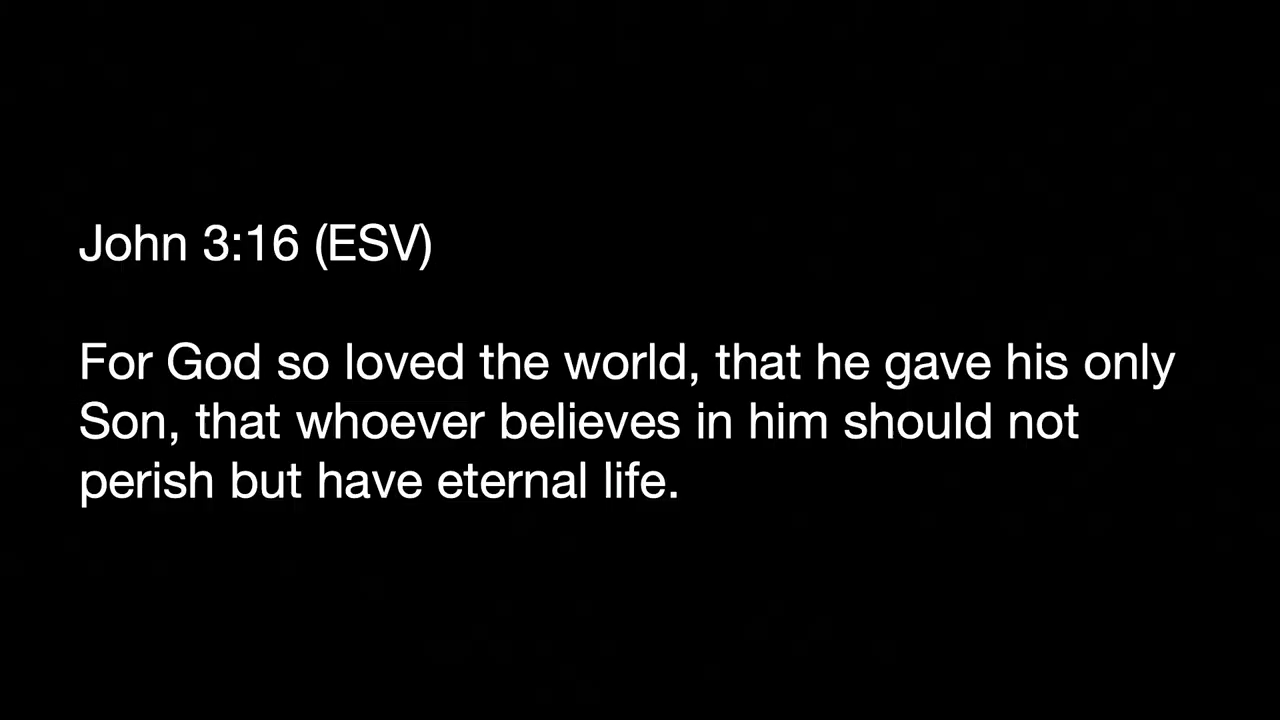 John 3:16 (ESV)
For God so loved the world, that he gave his only
Son, that whoever believes in him should not
perish but have eternal life.